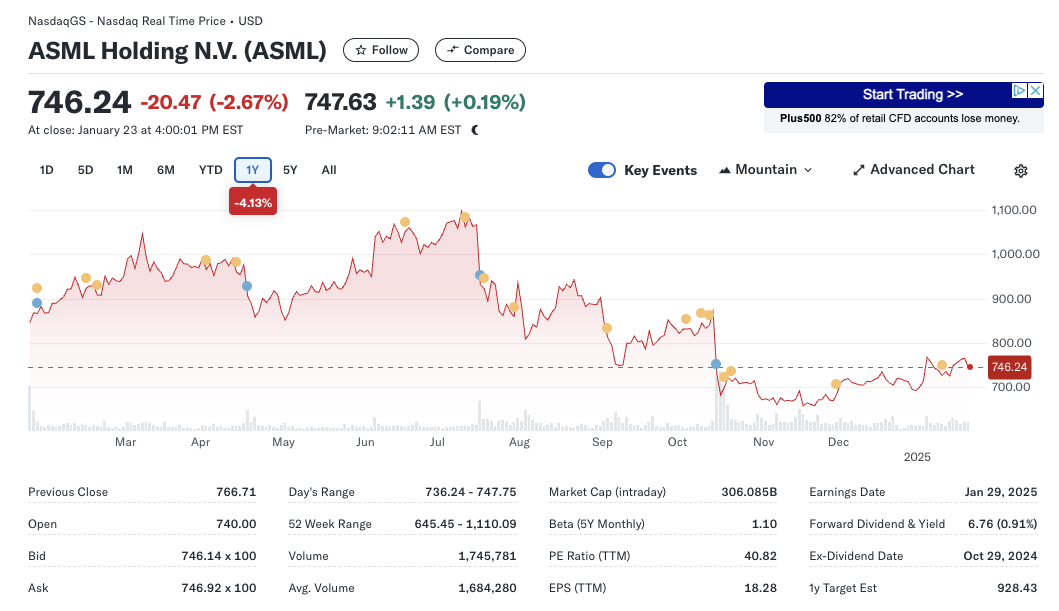 NasdaqGS - Nasdaq Real Time Price • USD
ASML Holding N.V. (ASML)
Follow
Compare
746.24 -20.47 (-2.67%)
At close: January 23 at 4:00:01 PM EST
747.63 +1.39 (+0.19%)
Pre-Market: 9:02:11 AM EST
Start Trading >>
Plus500 82% of retail CFD accounts lose money.
1D 5D 1M 6M YTD 1Y 5Y All
-4.13%
Key Events
Mountain
Advanced Chart
1,100.00
1,000.00
900.00
800.00
746.24
700.00
Mar Apr May Jun Jul Aug Sep Oct Nov Dec
2025
Previous Close 766.71
Day's Range 736.24 - 747.75
Market Cap (intraday) 306.085B
Earnings Date Jan 29, 2025
Open 740.00
52 Week Range 645.45 - 1,110.09
Beta (5Y Monthly) 1.10
Forward Dividend & Yield 6.76 (0.91%)
Bid 746.14 x 100
Volume 1,745,781
PE Ratio (TTM) 40.82
Ex-Dividend Date Oct 29, 2024
Ask 746.92 x 100
Avg. Volume 1,684,280
EPS (TTM) 18.28
1y Target Est 928.43